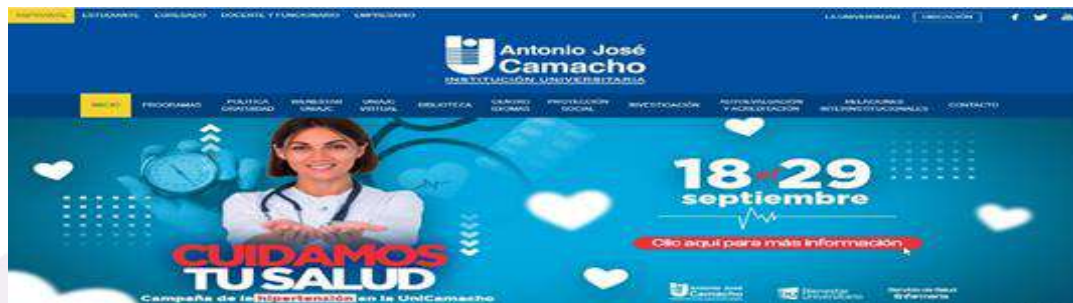 ASPIRANTE ESTUDIANTE EGRESADO DOCENTE Y FUNCIONARIO EMPRESARIO LA UNIVERSIDAD UBICACIÓN
Antonio José
Camacho
INSTITUCIÓN UNIVERSITARIA
INICIO PROGRAMAS POLÍTICA GRATUIDAD BIENESTAR UNIAJC UNIAJC VIRTUAL BIBLIOTECA CENTRO IDIOMAS PROYECCIÓN SOCIAL INVESTIGACIÓN AUTOEVALUACIÓN Y ACREDITACIÓN RELACIONES INTERINSTITUCIONALES CONTACTO
18 al 29
septiembre
Clic aquí para más información
CUIDAMOS
TU SALUD
Campaña de la hipertensión en la UniCamacho
Antonio José
Camacho
Bienestar
Universitario
Servicio de Salud
Enfermería